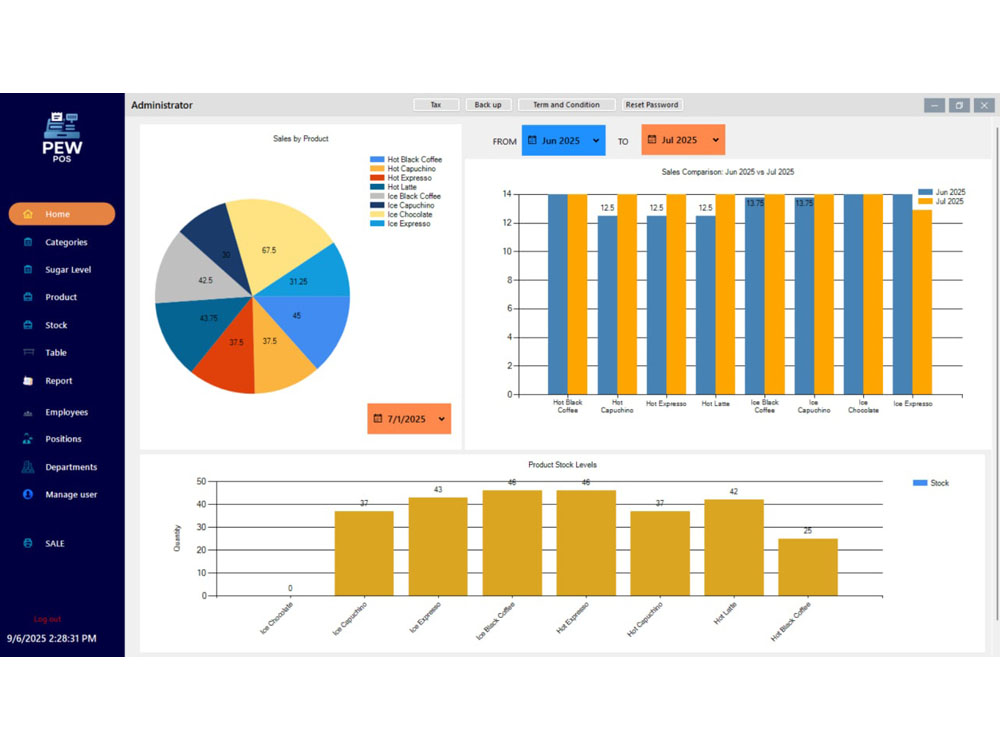 PEW
POS
Home
Categories
Sugar Level
Product
Stock
Table
Report
Employees
Positions
Departments
Manage user
SALE
Log out
9/6/2025 2:28:31 PM
Administrator
Tax
Back up
Term and Condition
Reset Password
Sales by Product
Hot Black Coffee
Hot Capuchino
Hot Expresso
Hot Latte
Ice Black Coffee
Ice Capuchino
Ice Chocolate
Ice Expresso
67.5
30
31.25
42.5
45
43.75
37.5
37.5
7/1/2025
FROM
Jun 2025
TO
Jul 2025
Sales Comparison: Jun 2025 vs Jul 2025
Jun 2025
Jul 2025
14
12
10
8
6
4
2
0
12.5
12.5
12.5
13.75
13.75
Hot Black
Coffee
Hot
Capuchino
Hot Expresso
Hot Latte
Ice Black
Coffee
Ice
Capuchino
Ice
Chocolate
Ice Expresso
Product Stock Levels
Stock
Quantity
50
40
30
20
10
0
0
37
43
46
46
37
42
25
Ice Chocolate
Ice Capuchino
Ice Expresso
Ice Black Coffee
Hot Expresso
Hot Capuchino
Hot Latte
Hot Black Coffee